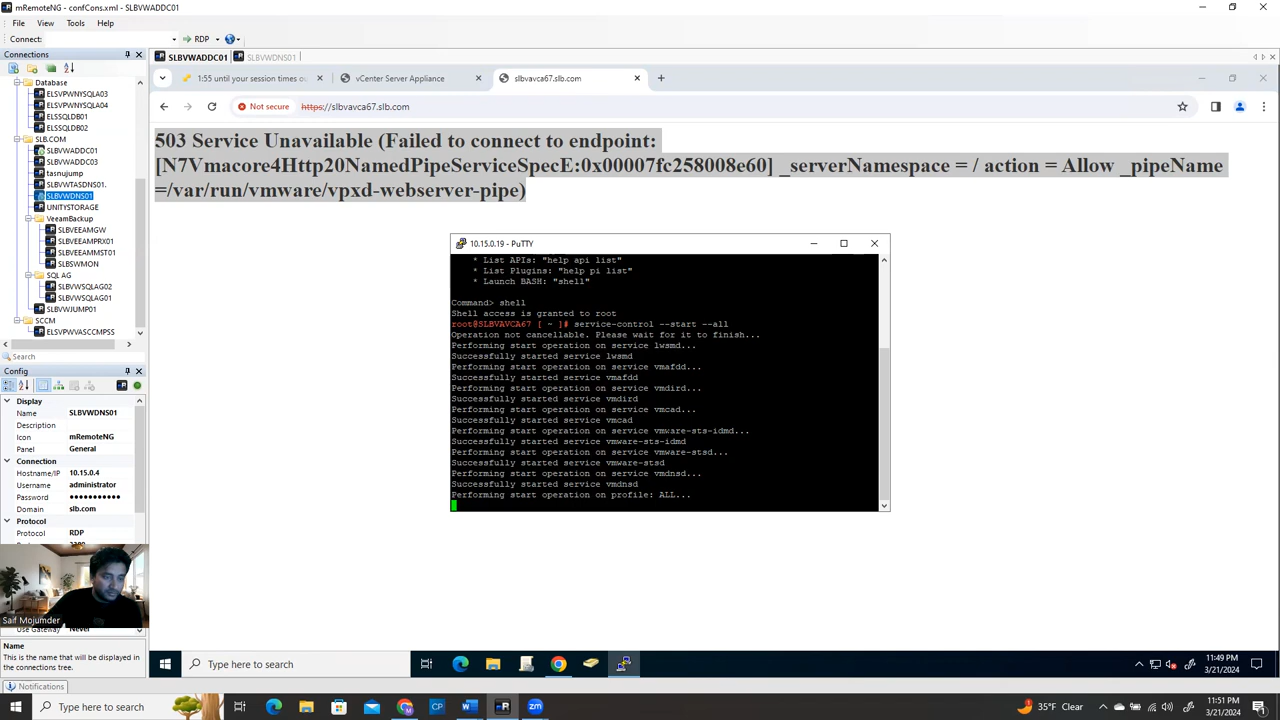 mRemoteNG - confCons.xml - SLBVWADDC01
File View Tools Help
Connect: RDP
Connections
Database
ELSVPWNYSQLA03
ELSVPWNYSQLA04
ELSSQLDB01
ELSSQLDB02
SLB.COM
SLBVWADDC01
SLBVWADDC03
tasnujump
SLBVWTASDNS01.
SLBVWDNS01
UNITYSTORAGE
VeeamBackup
SLBVEEAMGW
SLBVEEAMPRX01
SLBVEEAMMST01
SLBSWMON
SQL AG
SLBVWSQLAG02
SLBVWSQLAG01
SLBVWJUMP01
SCCM
ELSVPWVASCCMPSS
Search
Config
Display
Name SLBVWDNS01
Description
Icon mRemoteNG
Panel General
Connection
Hostname/IP 10.15.0.4
Username administrator
Password ●●●●●●●●●●●
Domain slb.com
Protocol
Protocol RDP
Saif Mojumder
Use Gateway Never
Name
This is the name that will be displayed in the connections tree.
Notifications
SLBVWADDC01 SLBVWDNS01
1:55 until your session times ou
vCenter Server Appliance
slbvavca67.slb.com
Not secure https://slbvavca67.slb.com
503 Service Unavailable (Failed to connect to endpoint:
[N7Vmacore4Http20NamedPipeServiceSpecE:0x00007fc258008e60] _serverNamespace = / action = Allow _pipeName
=/var/run/vmware/vpxd-webserver-pipe)
10.15.0.19 - PuTTY
* List APIs: "help api list"
* List Plugins: "help pi list"
* Launch BASH: "shell"
Command> shell
Shell access is granted to root
root@SLBVAVCA67 [ ~ ]# service-control --start --all
Operation not cancellable. Please wait for it to finish...
Performing start operation on service lwsmd...
Successfully started service lwsmd
Performing start operation on service vmafdd...
Successfully started service vmafdd
Performing start operation on service vmdird...
Successfully started service vmdird
Performing start operation on service vmcad...
Successfully started service vmcad
Performing start operation on service vmware-sts-idmd...
Successfully started service vmware-sts-idmd
Performing start operation on service vmware-stsd...
Successfully started service vmware-stsd
Performing start operation on service vmdnsd...
Successfully started service vmdnsd
Performing start operation on profile: ALL...
Type here to search
11:49 PM
3/21/2024
Type here to search
35°F Clear
11:51 PM
3/21/2024